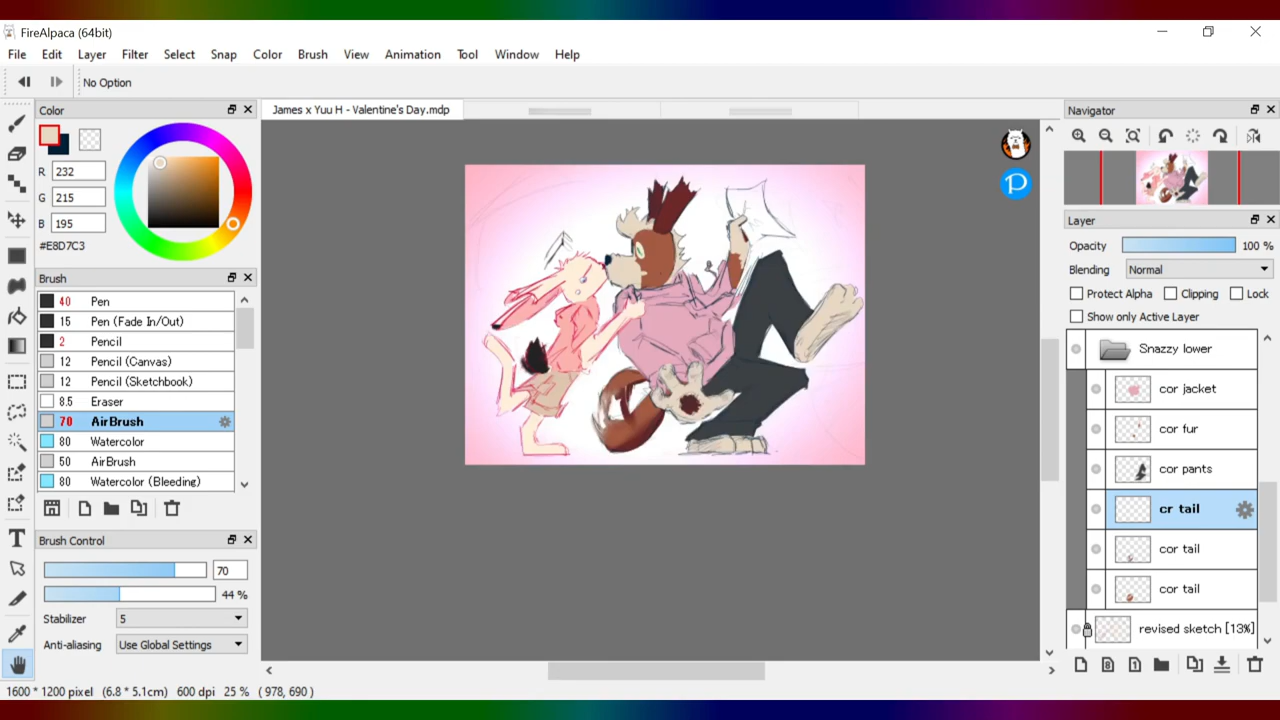 FireAlpaca (64bit)
File Edit Layer Filter Select Snap Color Brush View Animation Tool Window Help
No Option
Color
R 232
G 215
B 195
#E8D7C3
Brush
40 Pen
15 Pen (Fade In/Out)
2 Pencil
12 Pencil (Canvas)
12 Pencil (Sketchbook)
8.5 Eraser
70 AirBrush
80 Watercolor
50 AirBrush
80 Watercolor (Bleeding)
Brush Control
70
44 %
Stabilizer 5
Anti-aliasing Use Global Settings
1600 * 1200 pixel (6.8 * 5.1cm) 600 dpi 25 % ( 978, 690 )
James x Yuu H - Valentine's Day.mdp
Navigator
Layer
Opacity 100 %
Blending Normal
Protect Alpha Clipping Lock
Show only Active Layer
Snazzy lower
cor jacket
cor fur
cor pants
cr tail
cor tail
cor tail
revised sketch [13%]